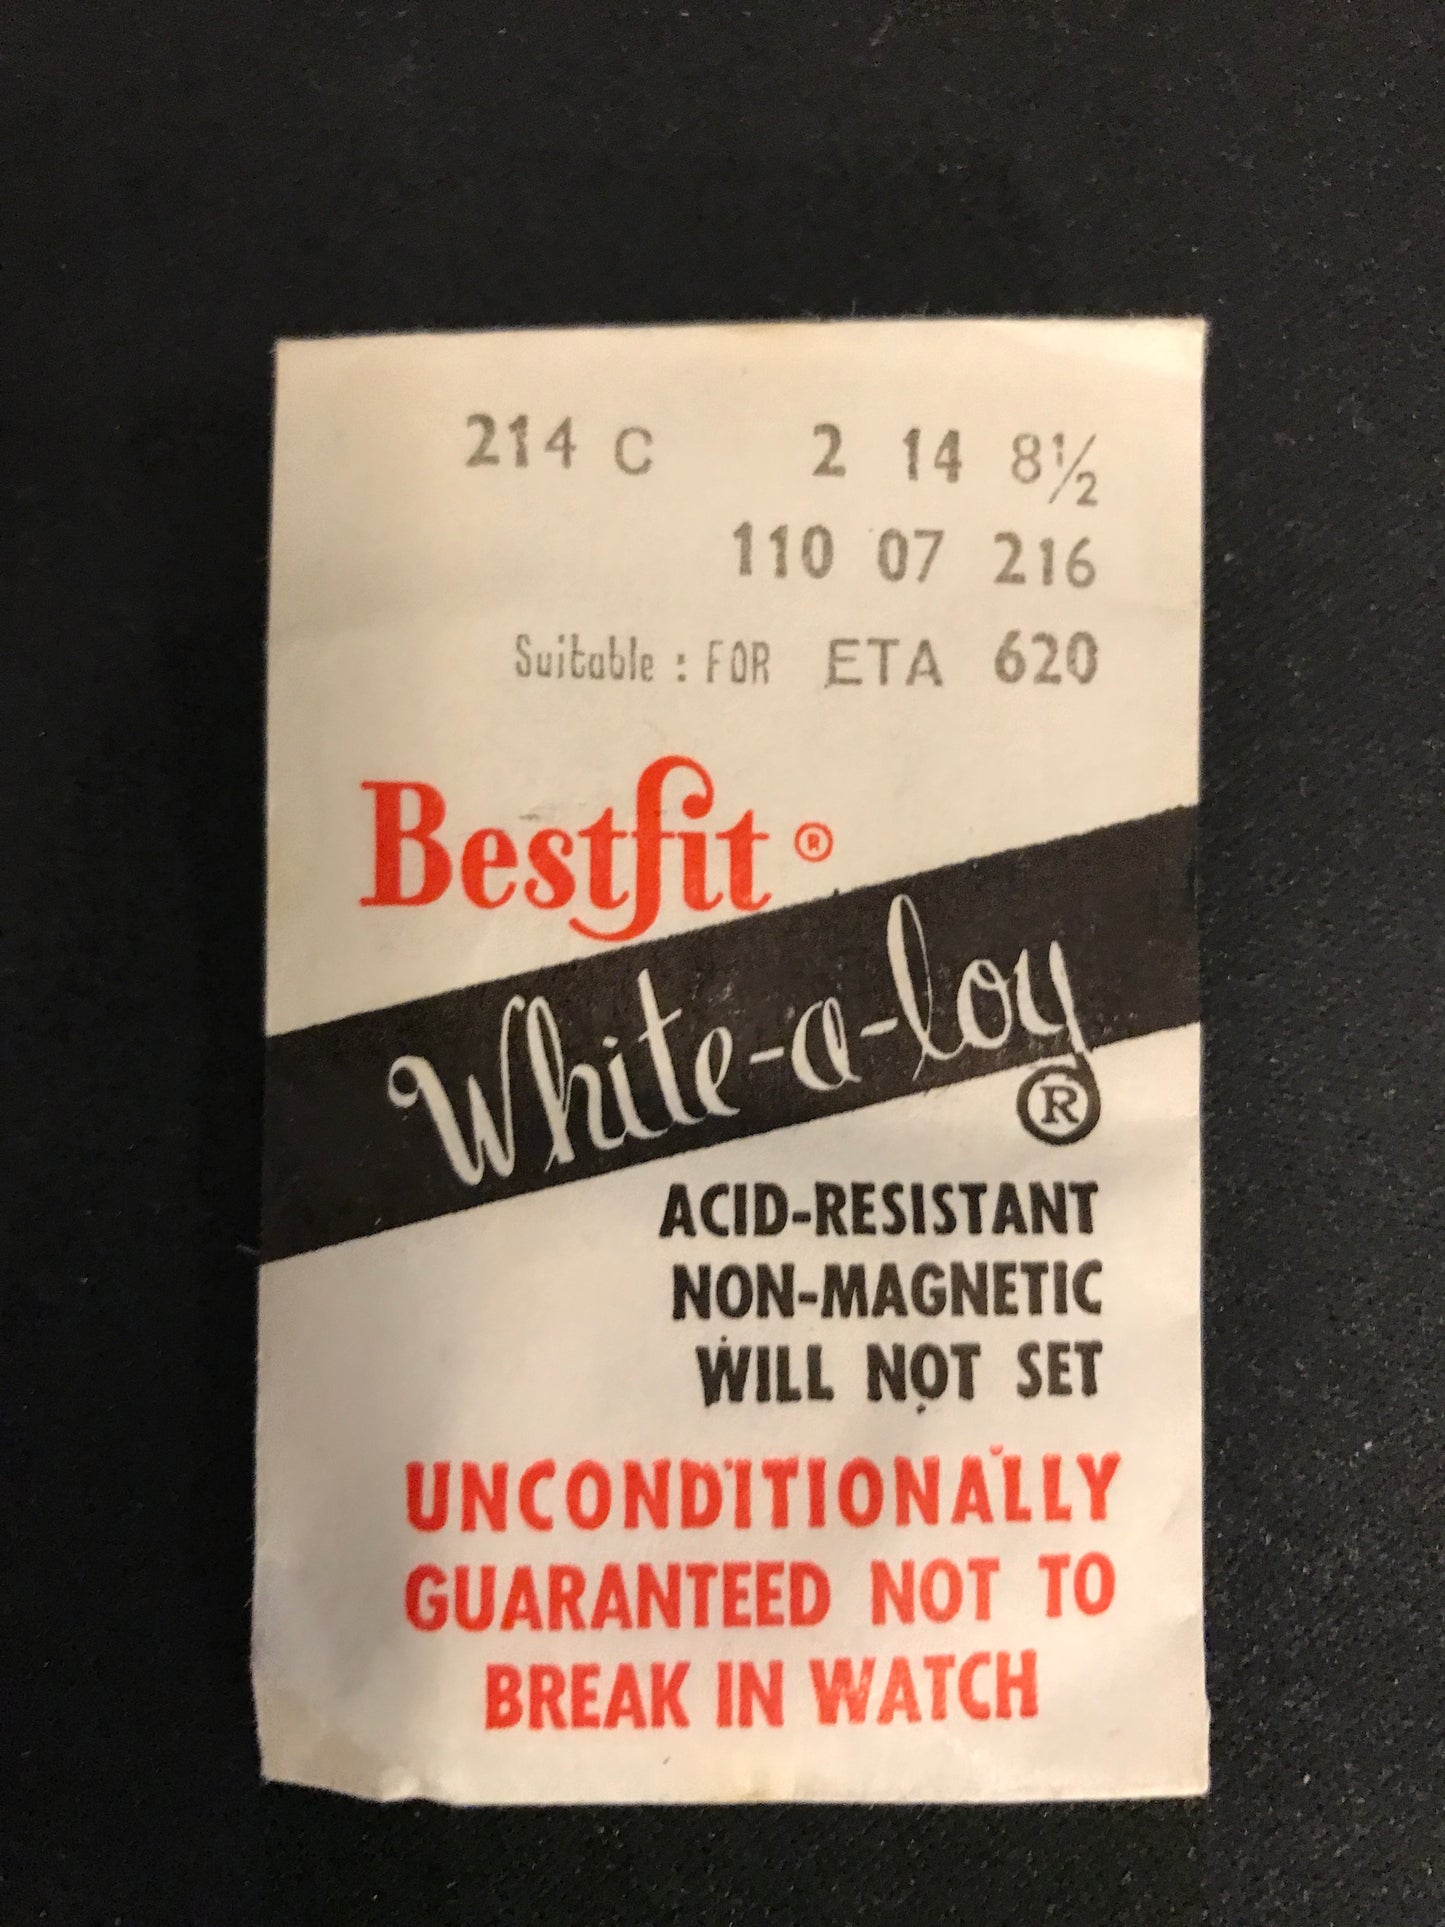 214 C 2 14 8½
110 07 216
Suitable : FOR ETA 620
Bestfit ®
White-a-loy ®
ACID-RESISTANT
NON-MAGNETIC
WILL NOT SET
UNCONDITIONALLY
GUARANTEED NOT TO
BREAK IN WATCH